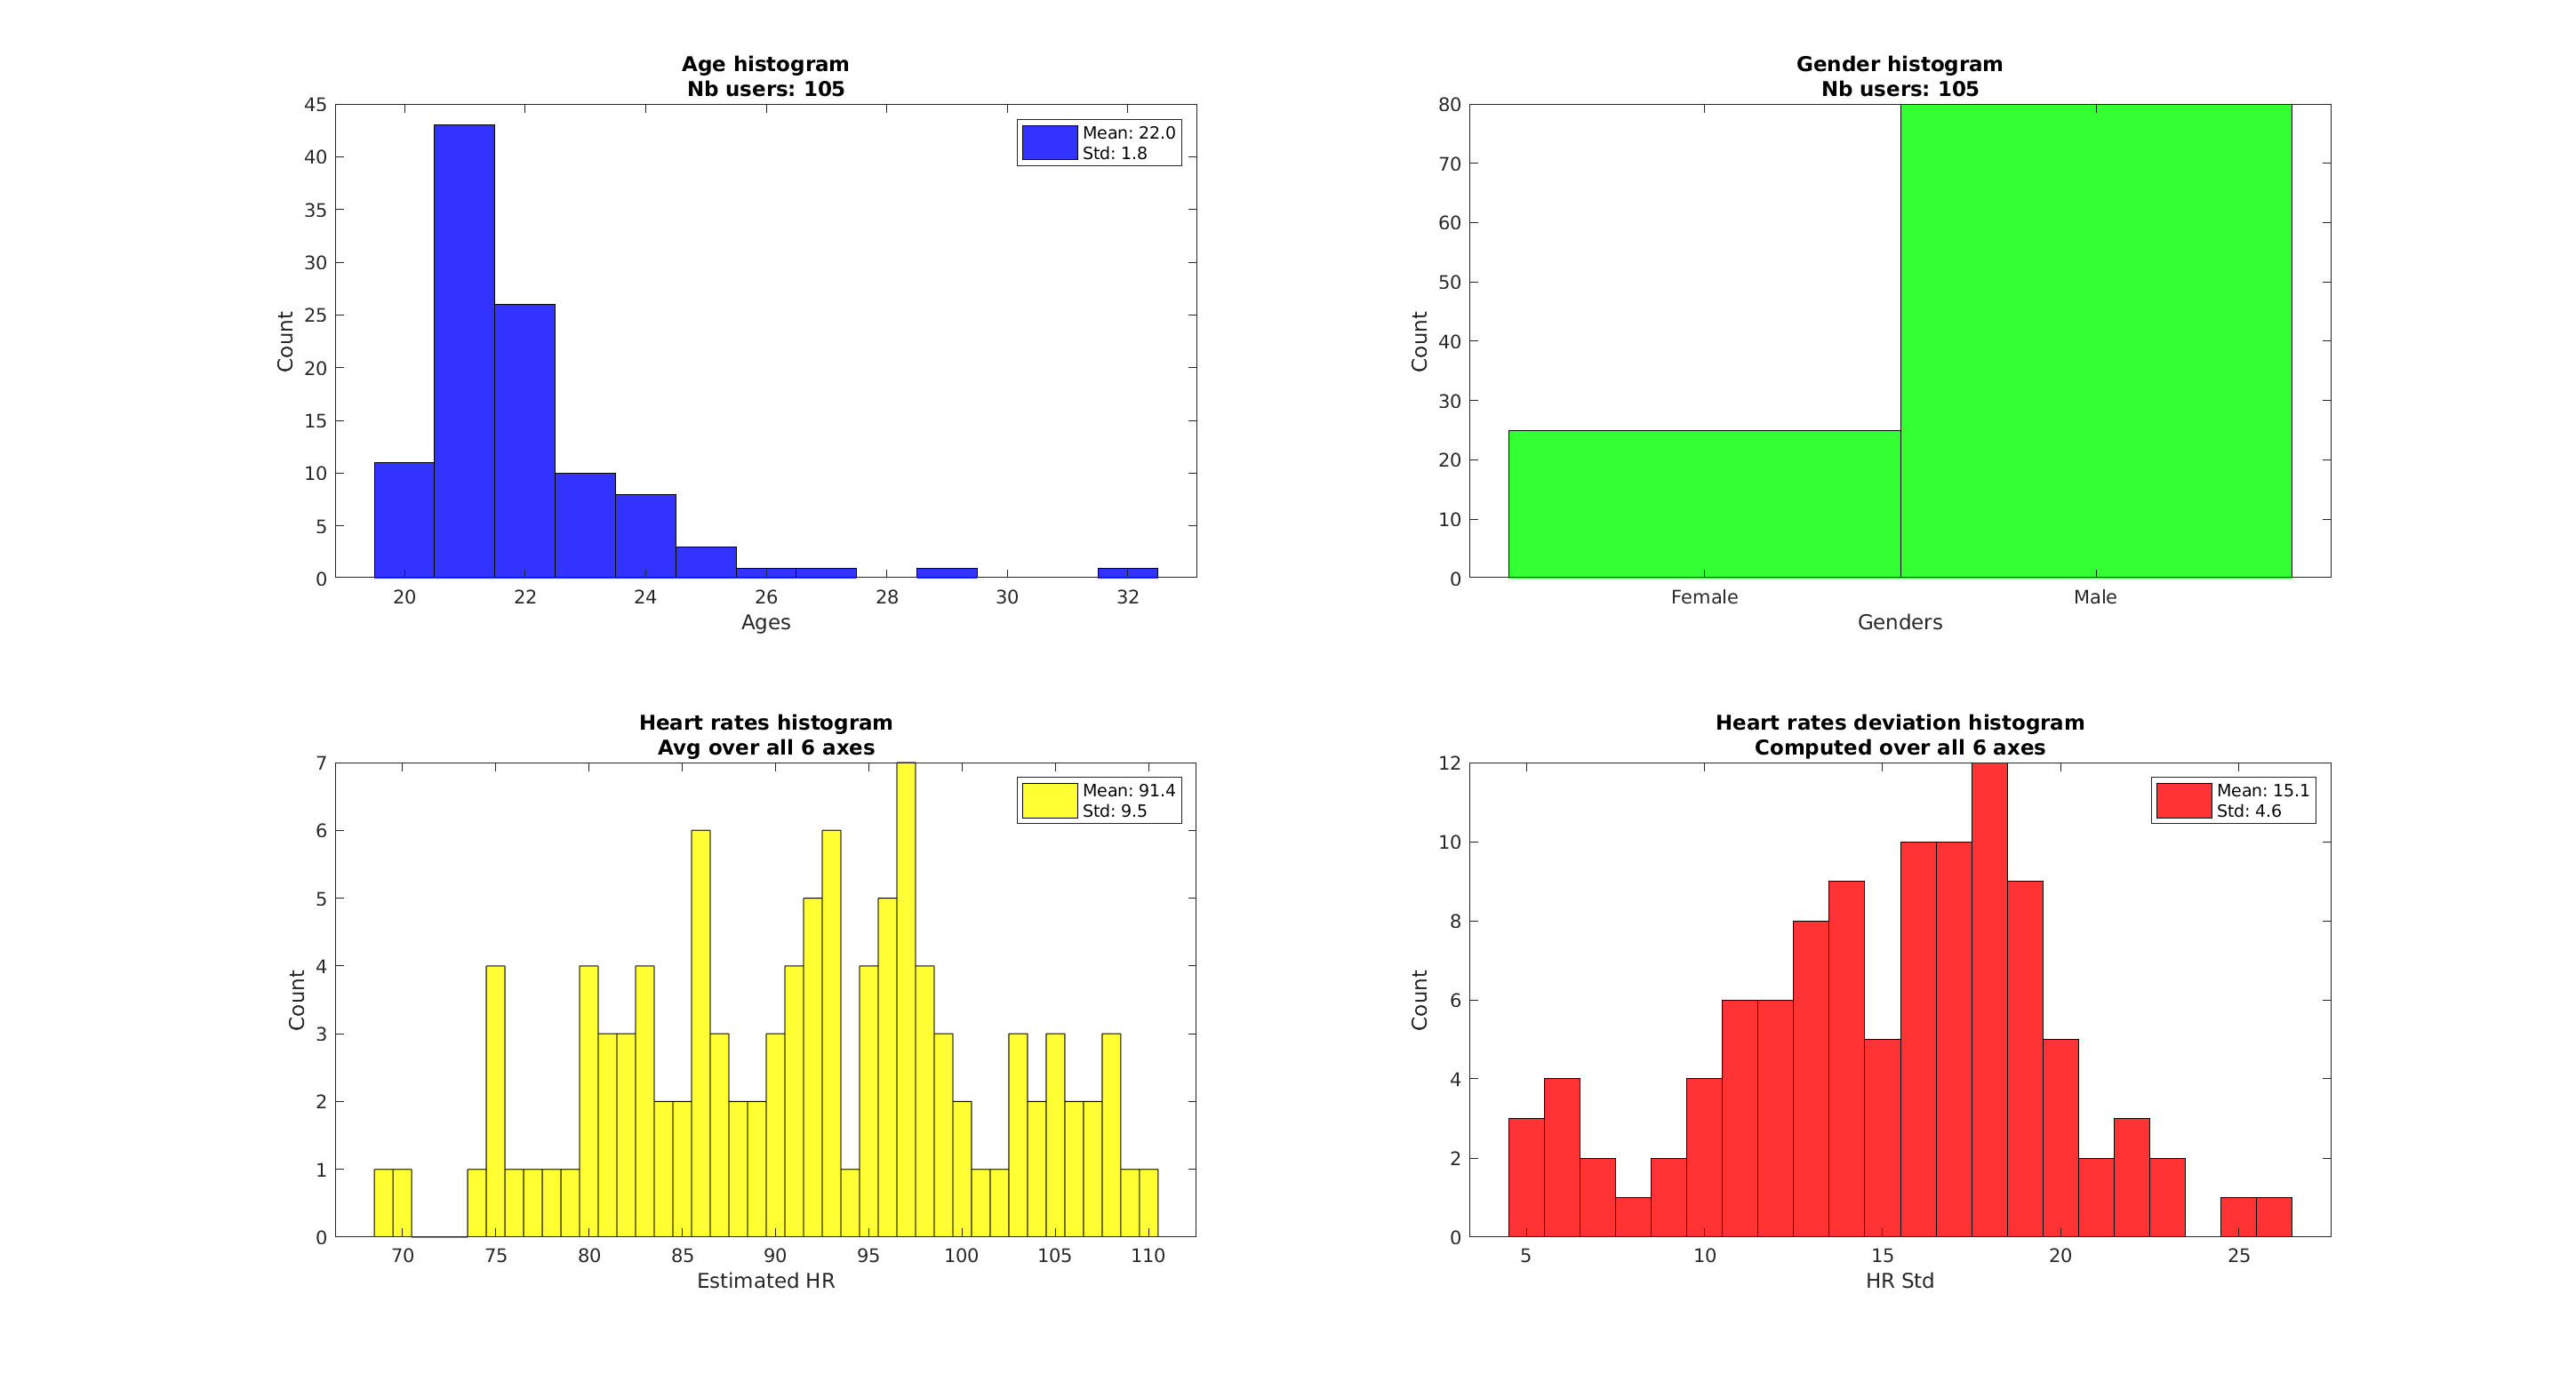 Age histogram
Nb users: 105
45
40
35
30
25
20
15
10
5
0
Count
Mean: 22.0
Std: 1.8
20 22 24 26 28 30 32
Ages
Gender histogram
Nb users: 105
80
70
60
50
40
30
20
10
0
Count
Female Male
Genders
Heart rates histogram
Avg over all 6 axes
7
6
5
4
3
2
1
0
Count
Mean: 91.4
Std: 9.5
70 75 80 85 90 95 100 105 110
Estimated HR
Heart rates deviation histogram
Computed over all 6 axes
12
10
8
6
4
2
0
Count
Mean: 15.1
Std: 4.6
5 10 15 20 25
HR Std